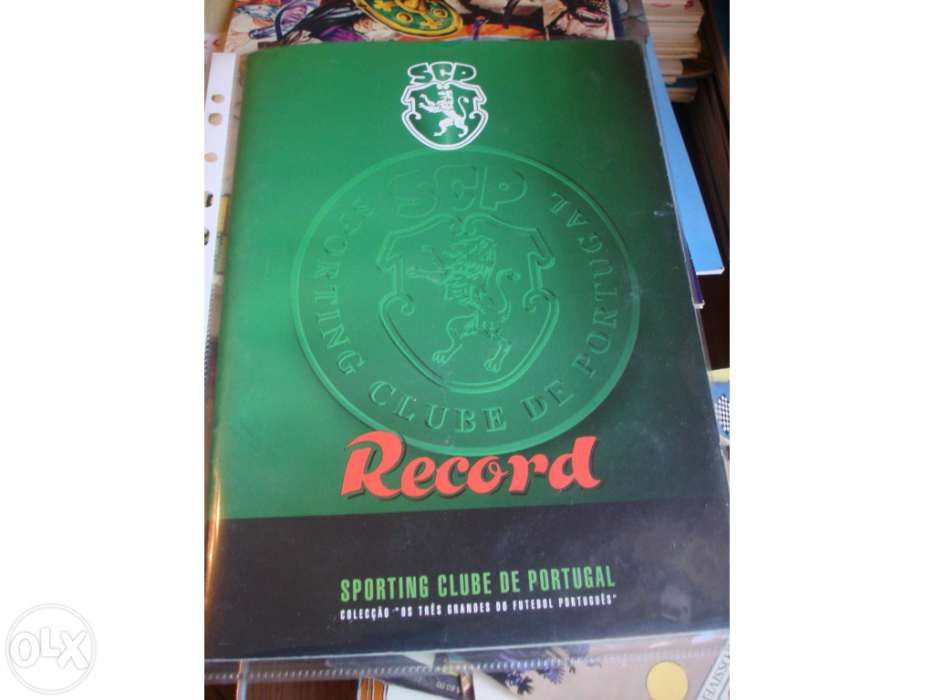 SCP
SCP
SPORTING CLUBE DE PORTUGAL
Record
SPORTING CLUBE DE PORTUGAL
COLECÇÃO "OS TRÊS GRANDES DO FUTEBOL PORTUGUÊS"
OLX